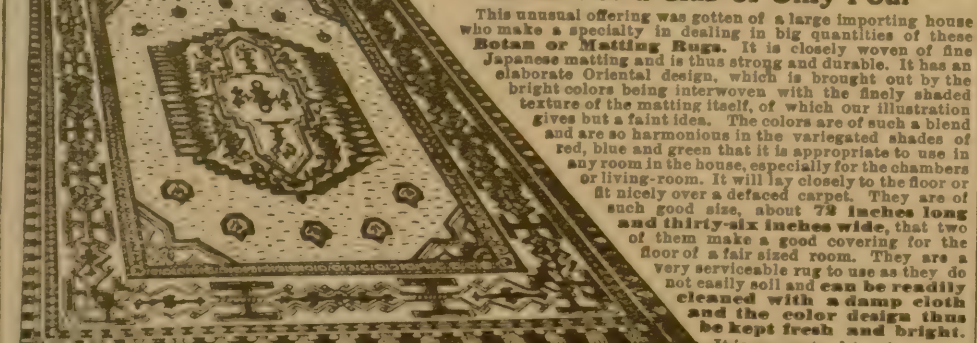 This unusual offering was gotten of a large importing house
who make a specialty in dealing in big quantities of these
Botan or Matting Rugs. It is closely woven of fine
Japanese matting and is thus strong and durable. It has an
elaborate Oriental design, which is brought out by the
bright colors being interwoven with the finely shaded
texture of the matting itself, of which our illustration
gives but a faint idea. The colors are of such a blend
and are so harmonious in the variegated shades of
red, blue and green that it is appropriate to use in
any room in the house, especially for the chambers
or living-room. It will lay closely to the floor or
fit nicely over a defaced carpet. They are of
such good size, about 72 inches long
and thirty-six inches wide, that two
of them make a good covering for the
floor of a fair sized room. They are a
very serviceable rug to use as they do
not easily soil and can be readily
cleaned with a damp cloth
and the color design thus
be kept fresh and bright.